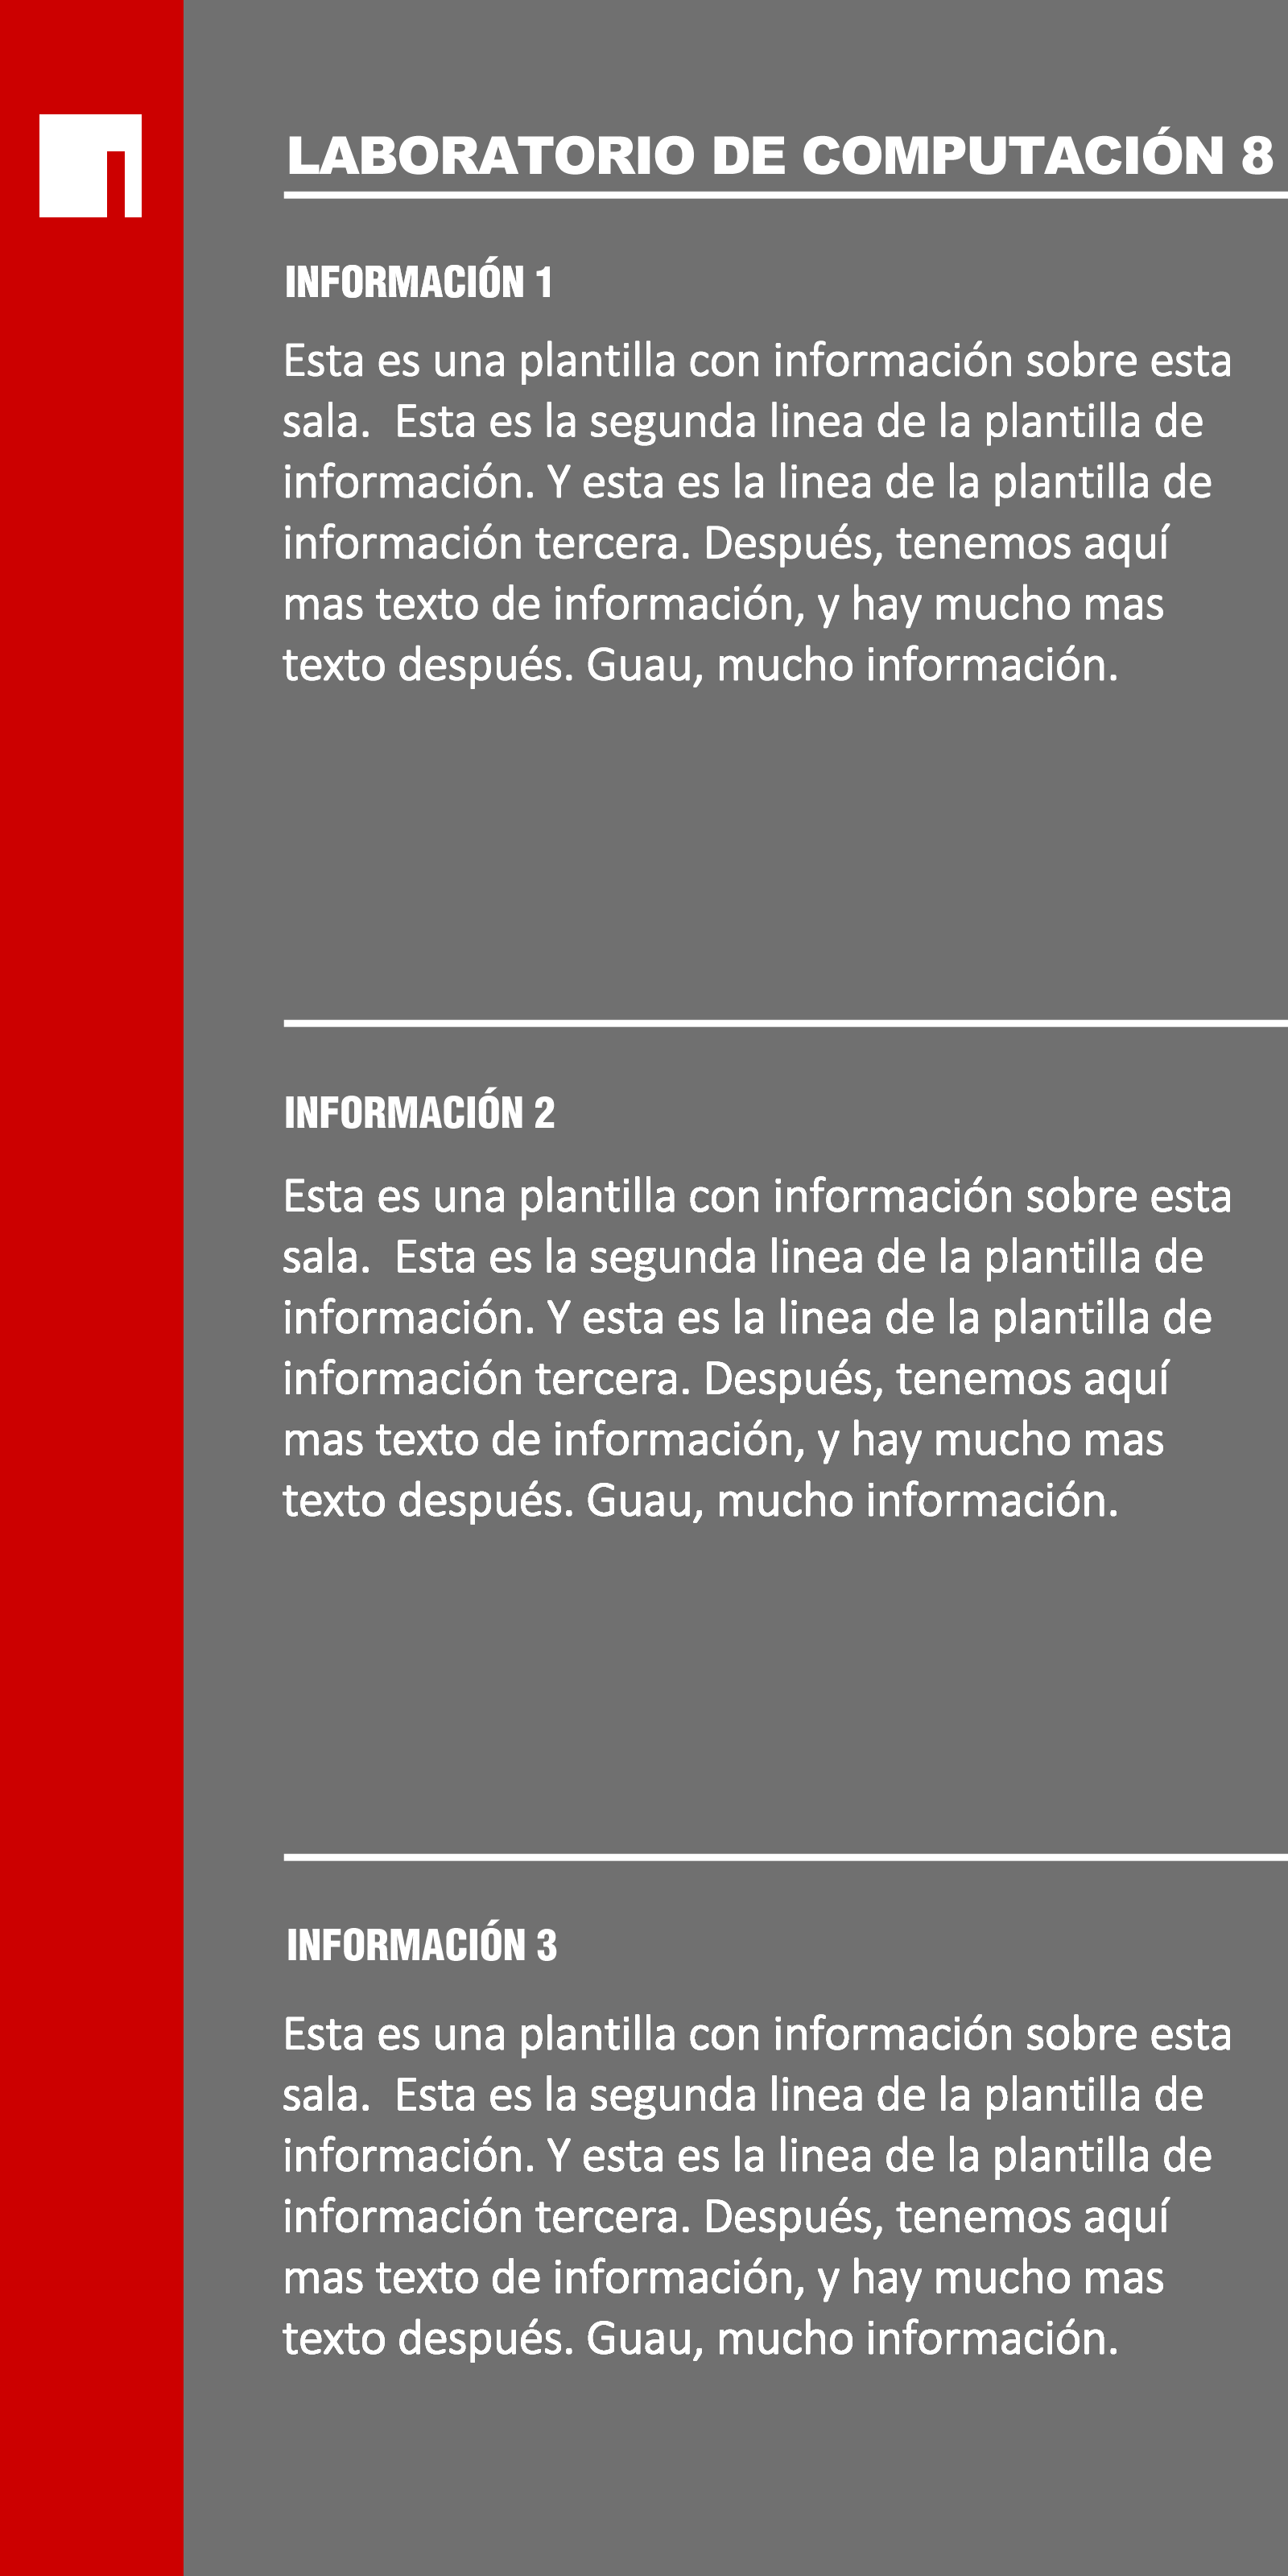 LABORATORIO DE COMPUTACIÓN 8
INFORMACIÓN 1
Esta es una plantilla con información sobre esta
sala.  Esta es la segunda linea de la plantilla de
información. Y esta es la linea de la plantilla de
información tercera. Después, tenemos aquí
mas texto de información, y hay mucho mas
texto después. Guau, mucho información.
INFORMACIÓN 2
Esta es una plantilla con información sobre esta
sala.  Esta es la segunda linea de la plantilla de
información. Y esta es la linea de la plantilla de
información tercera. Después, tenemos aquí
mas texto de información, y hay mucho mas
texto después. Guau, mucho información.
INFORMACIÓN 3
Esta es una plantilla con información sobre esta
sala.  Esta es la segunda linea de la plantilla de
información. Y esta es la linea de la plantilla de
información tercera. Después, tenemos aquí
mas texto de información, y hay mucho mas
texto después. Guau, mucho información.